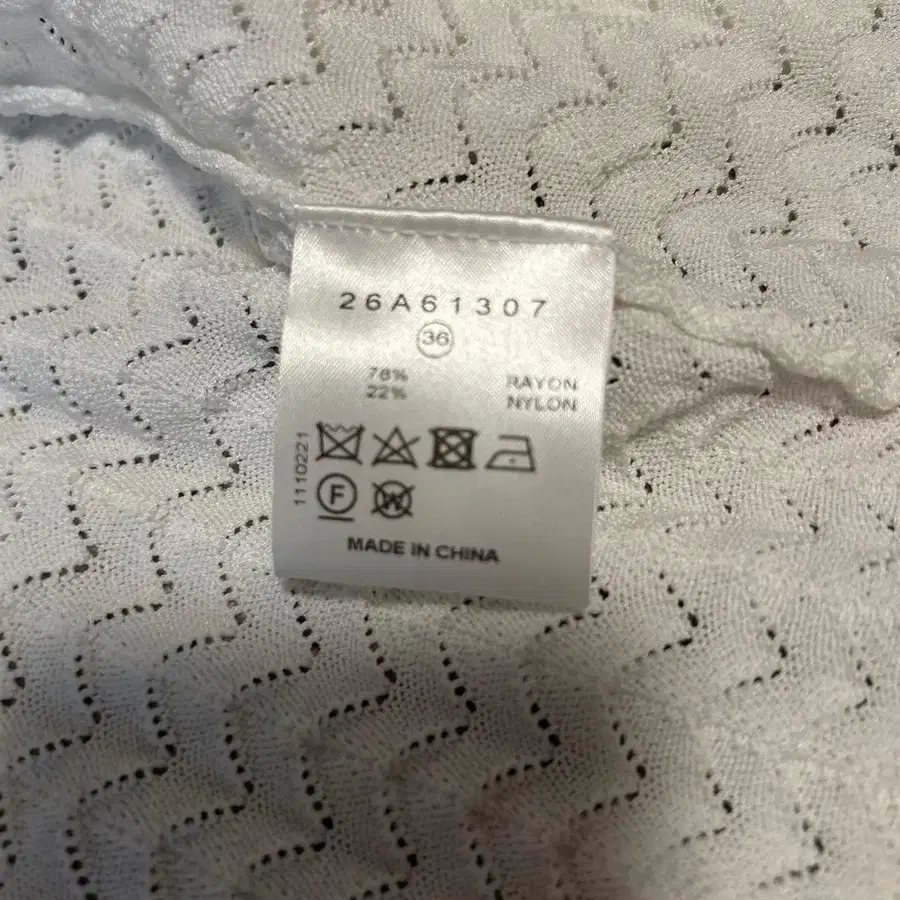 26A61307
36
78% RAYON
22% NYLON
1110221
F W
MADE IN CHINA